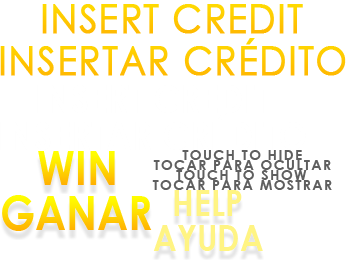 INSERT CREDIT
INSERTAR CRÉDITO
WIN
GANAR
TOUCH TO HIDE
TOCAR PARA OCULTAR
TOUCH TO SHOW
TOCAR PARA MOSTRAR
HELP
AYUDA